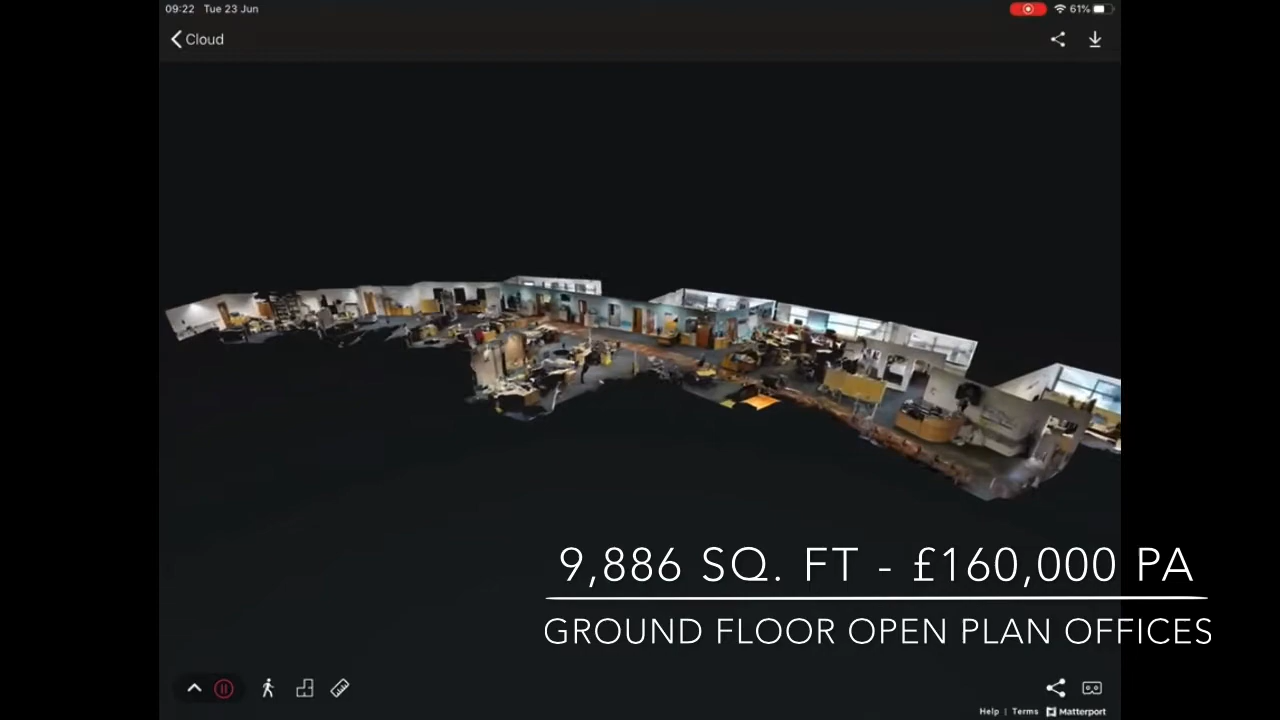 09:22 Tue 23 Jun
61%
Cloud
9,886 SQ. FT - £160,000 PA
GROUND FLOOR OPEN PLAN OFFICES
Help | Terms Matterport